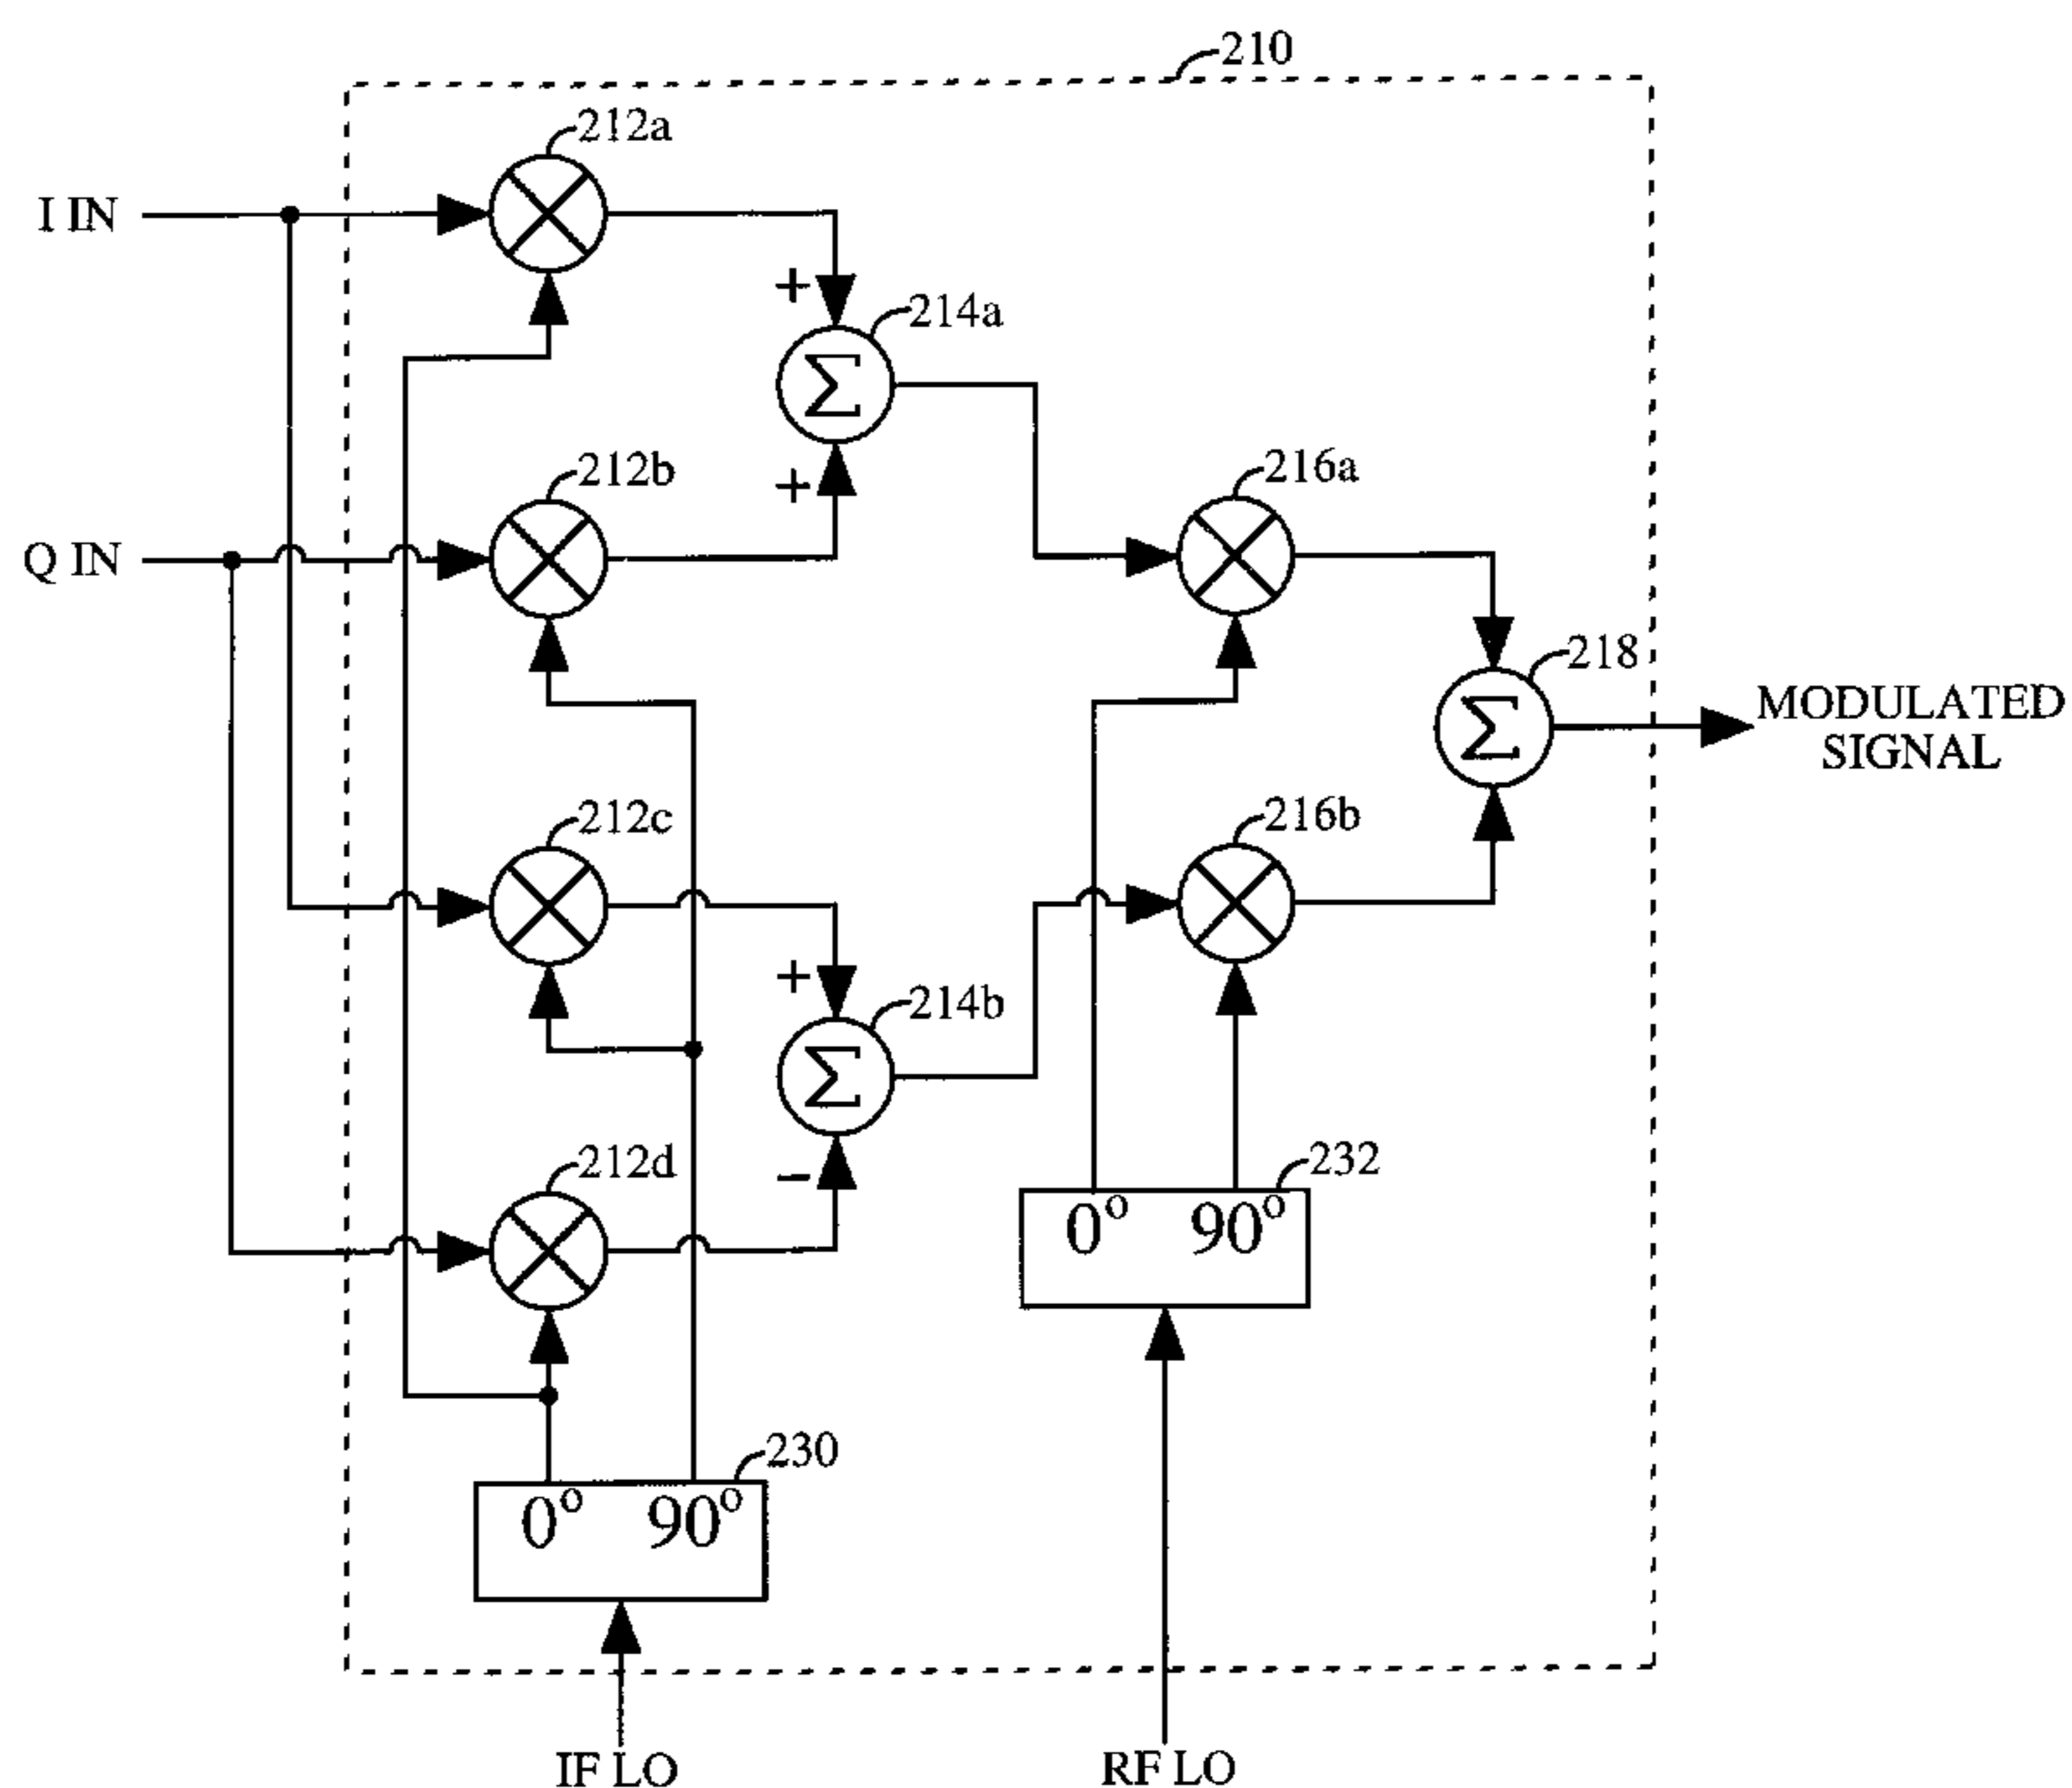 210
212a
I IN
+
214a
Σ
212b
+
216a
Q IN
218
Σ
MODULATED
SIGNAL
212c
216b
+
214b
Σ
212d
-
232
0° 90°
230
0° 90°
IF LO
RF LO